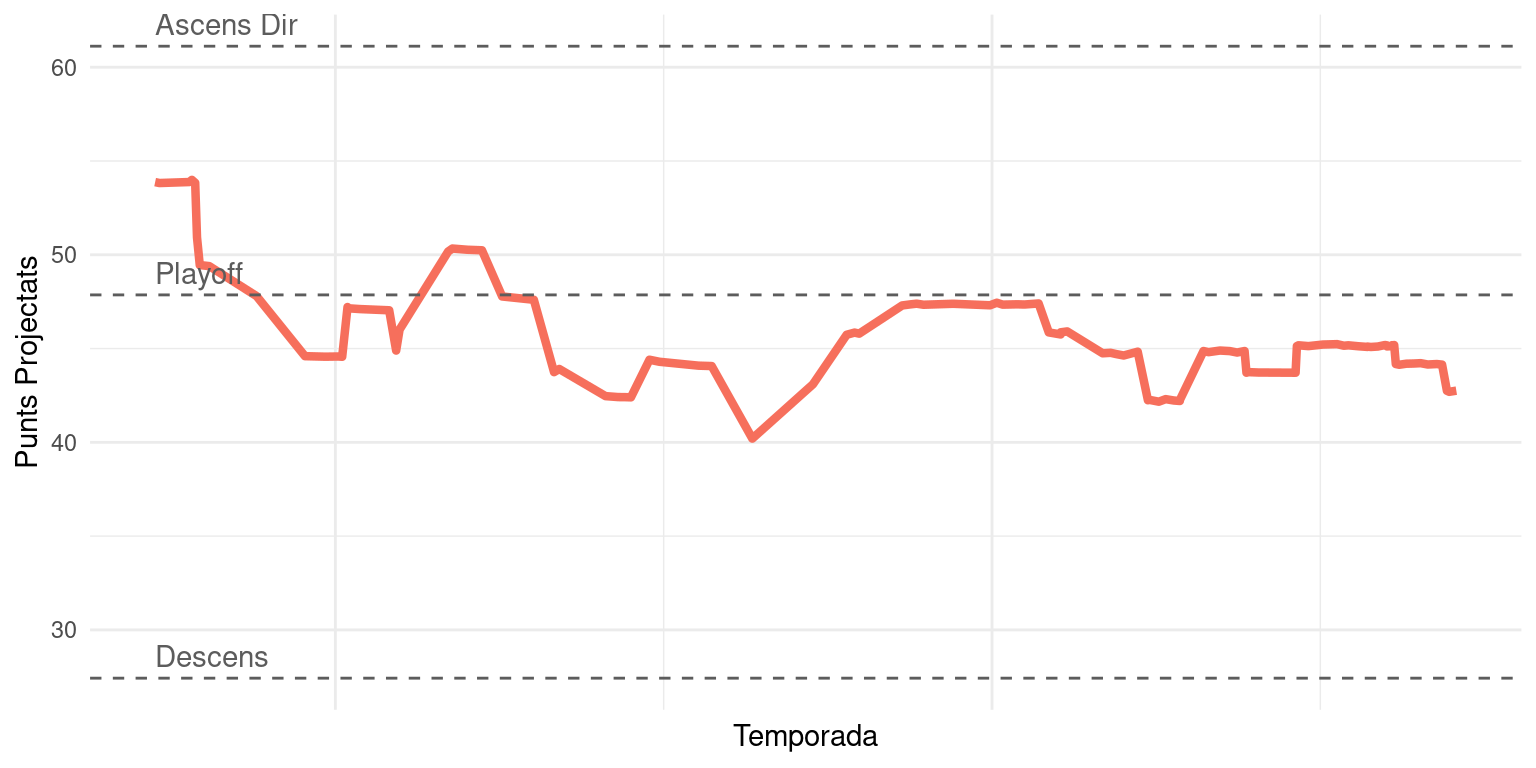 Ascens Dir
60
50
Playoff
Punts Projectats
40
30
Descens
Temporada